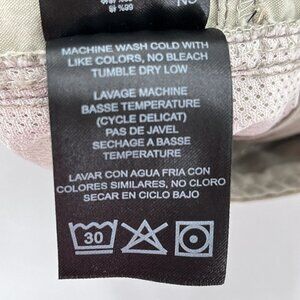 MACHINE WASH COLD WITH
LIKE COLORS, NO BLEACH
TUMBLE DRY LOW
LAVAGE MACHINE
BASSE TEMPERATURE
(CYCLE DELICAT)
PAS DE JAVEL
SECHAGE A BASSE
TEMPERATURE
LAVAR CON AGUA FRIA CON
COLORES SIMILARES, NO CLORO
SECAR EN CICLO BAJO
30